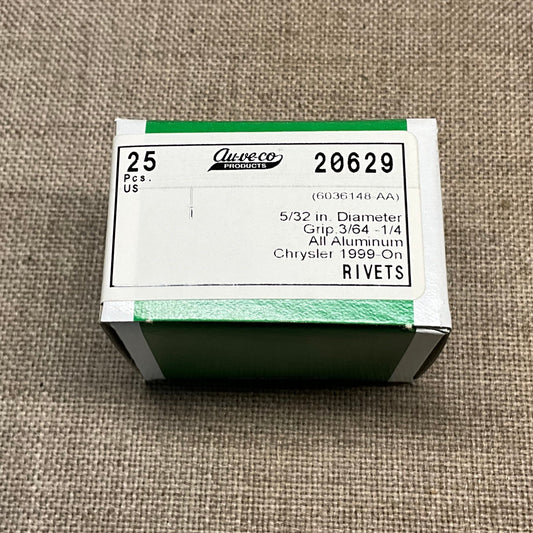 25
Pcs.
US
Au-ve-co
PRODUCTS
20629
(6036148-AA)
5/32 in. Diameter
Grip.3/64 -1/4
All Aluminum
Chrysler 1999-On
RIVETS